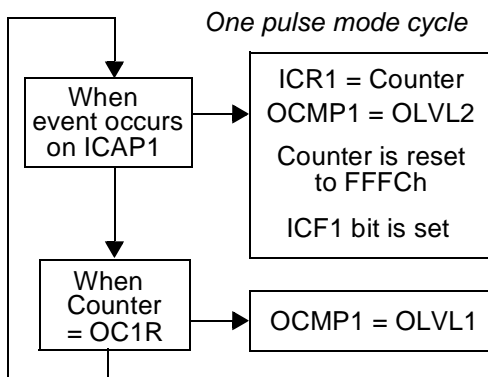 One pulse mode cycle
When
event occurs
on ICAP1
ICR1 = Counter
OCMP1 = OLVL2
Counter is reset
to FFFCh
ICF1 bit is set
When
Counter
= OC1R
OCMP1 = OLVL1